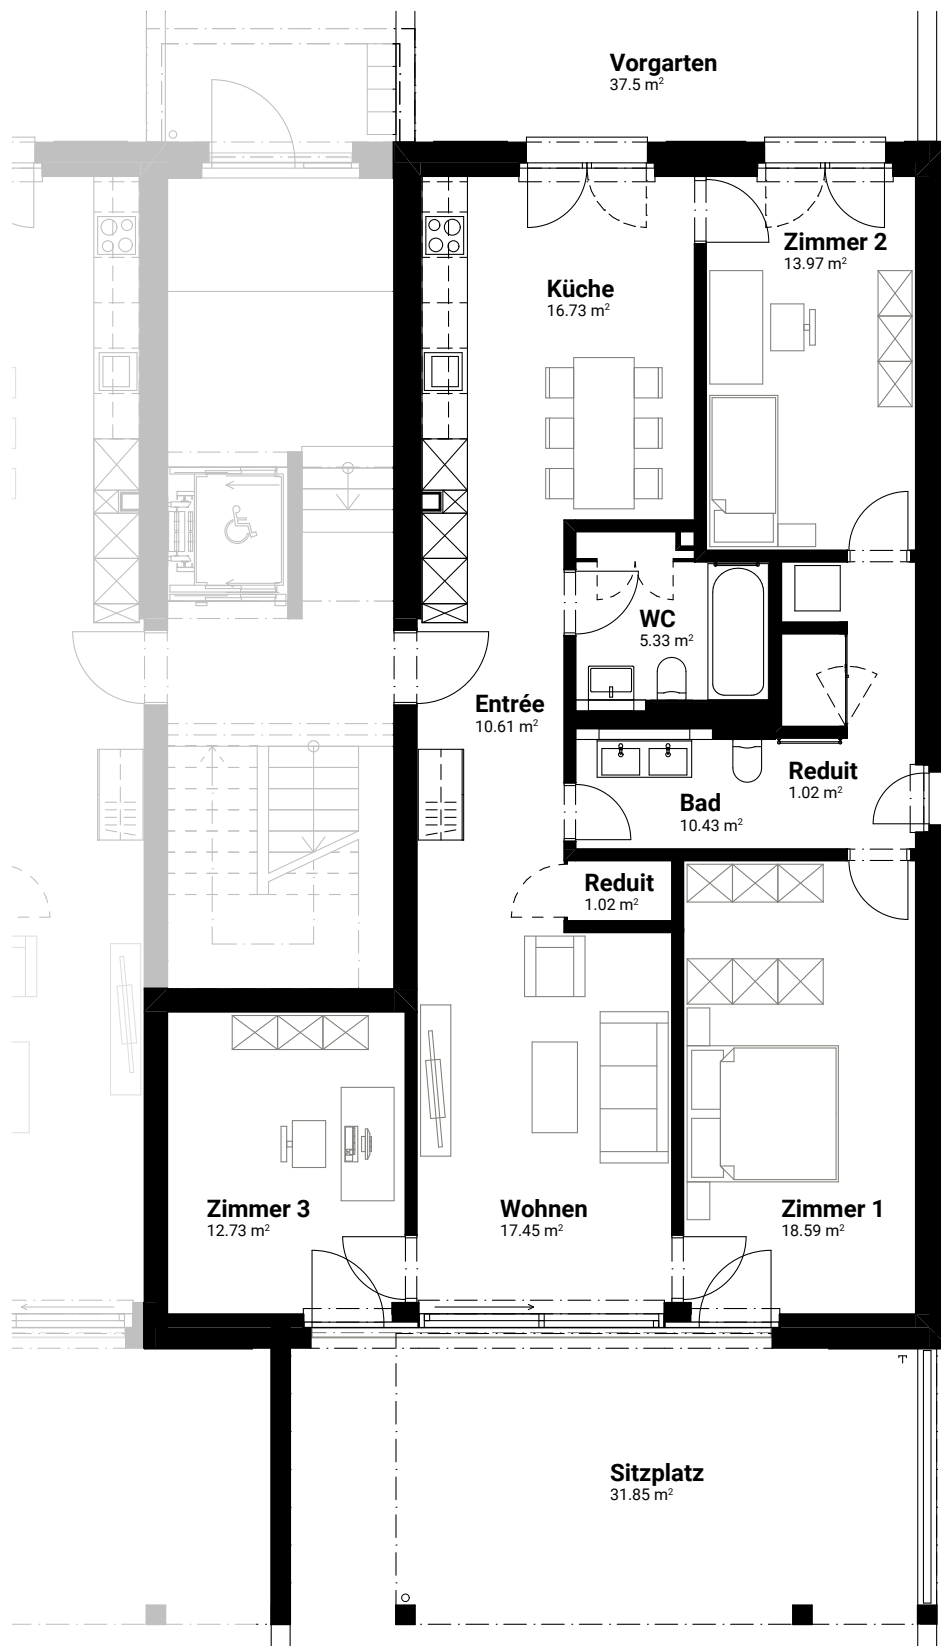 Vorgarten
37.5 m²
Zimmer 2
13.97 m²
Küche
16.73 m²
WC
5.33 m²
Entrée
10.61 m²
Reduit
1.02 m²
Bad
10.43 m²
Reduit
1.02 m²
Zimmer 3
12.73 m²
Wohnen
17.45 m²
Zimmer 1
18.59 m²
Sitzplatz
31.85 m²